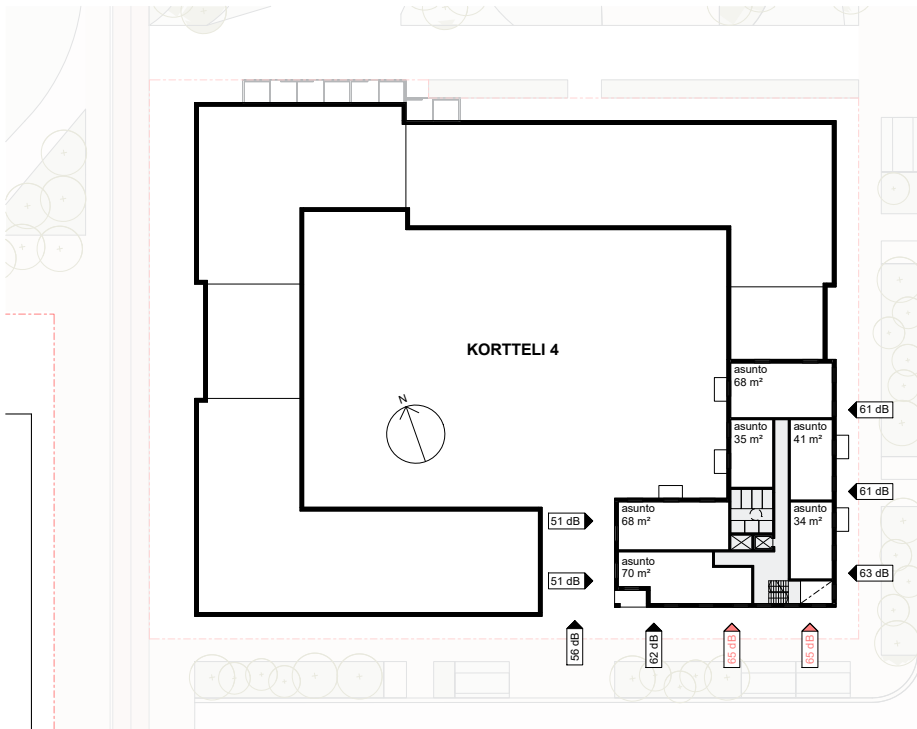 KORTTELI 4
N
asunto
68 m²
61 dB
asunto
35 m²
asunto
41 m²
61 dB
asunto
68 m²
asunto
34 m²
51 dB
asunto
70 m²
51 dB
63 dB
56 dB
62 dB
65 dB
65 dB